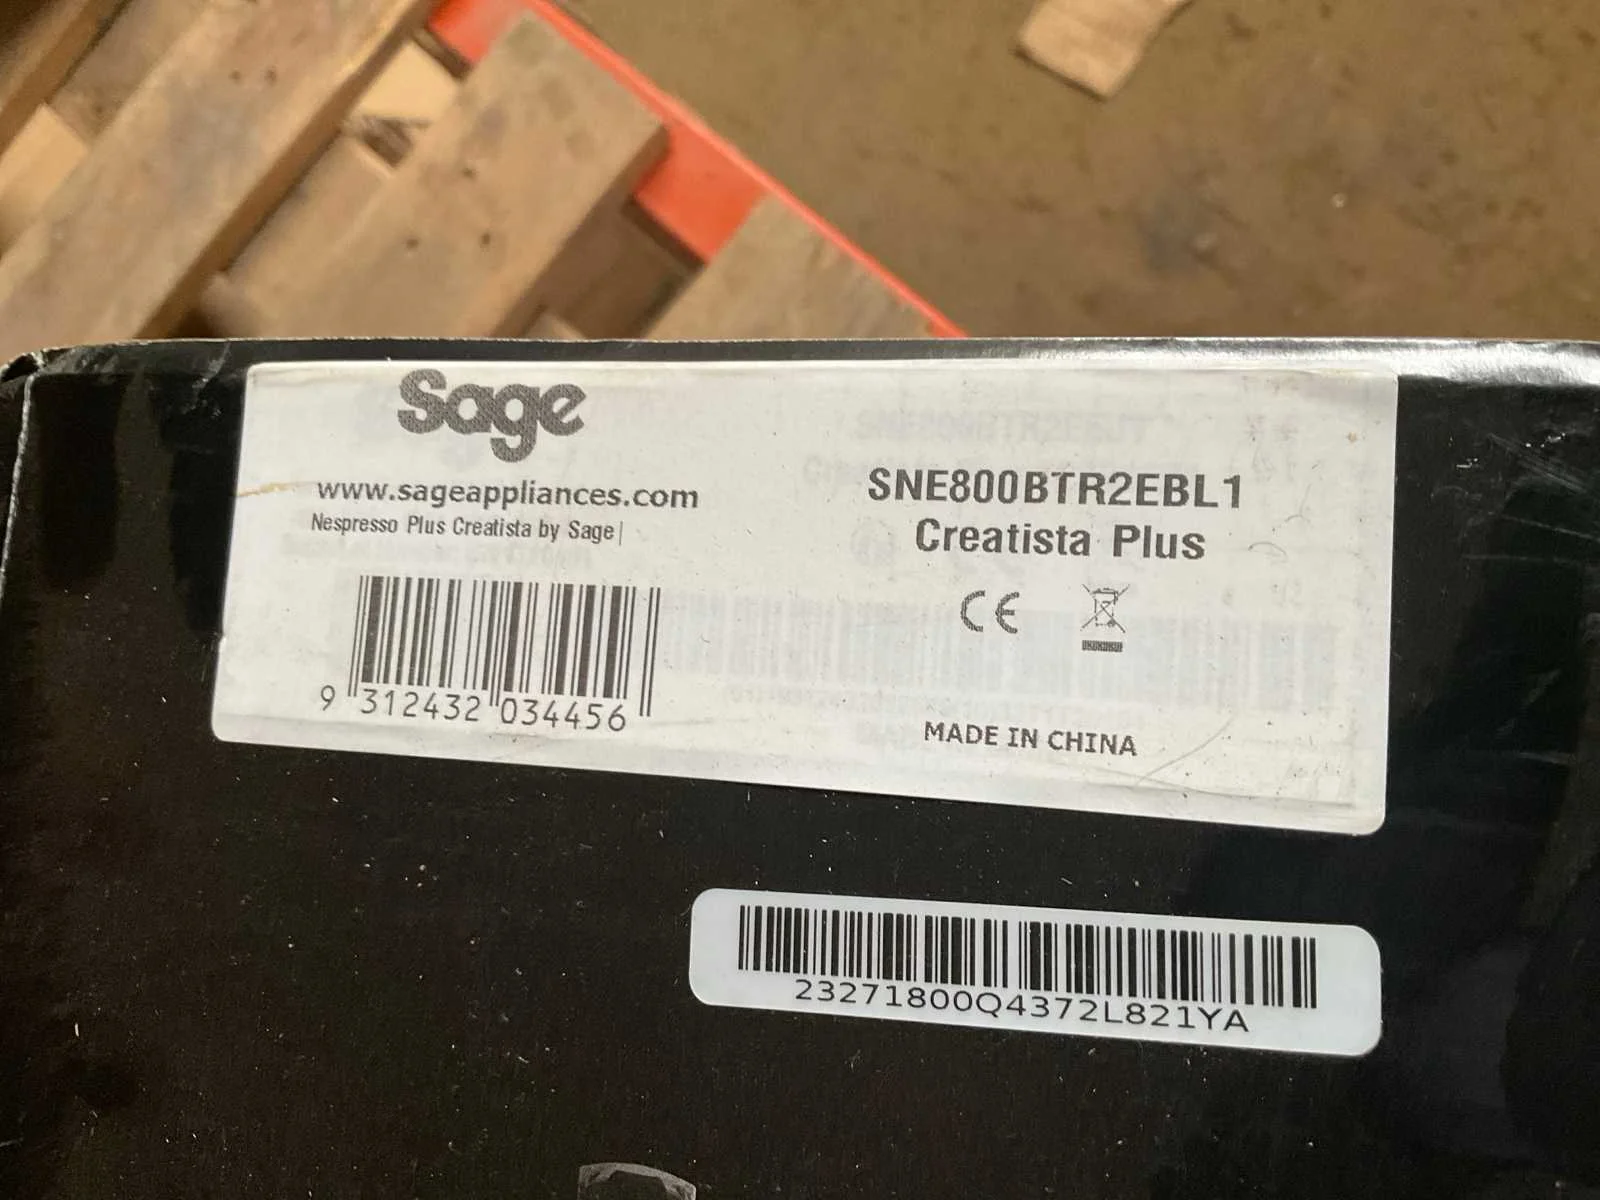 Sage
www.sageappliances.com
Nespresso Plus Creatista by Sage|
9 312432 034456
SNE800BTR2EBL1
Creatista Plus
CE
MADE IN CHINA
23271800Q4372L821YA